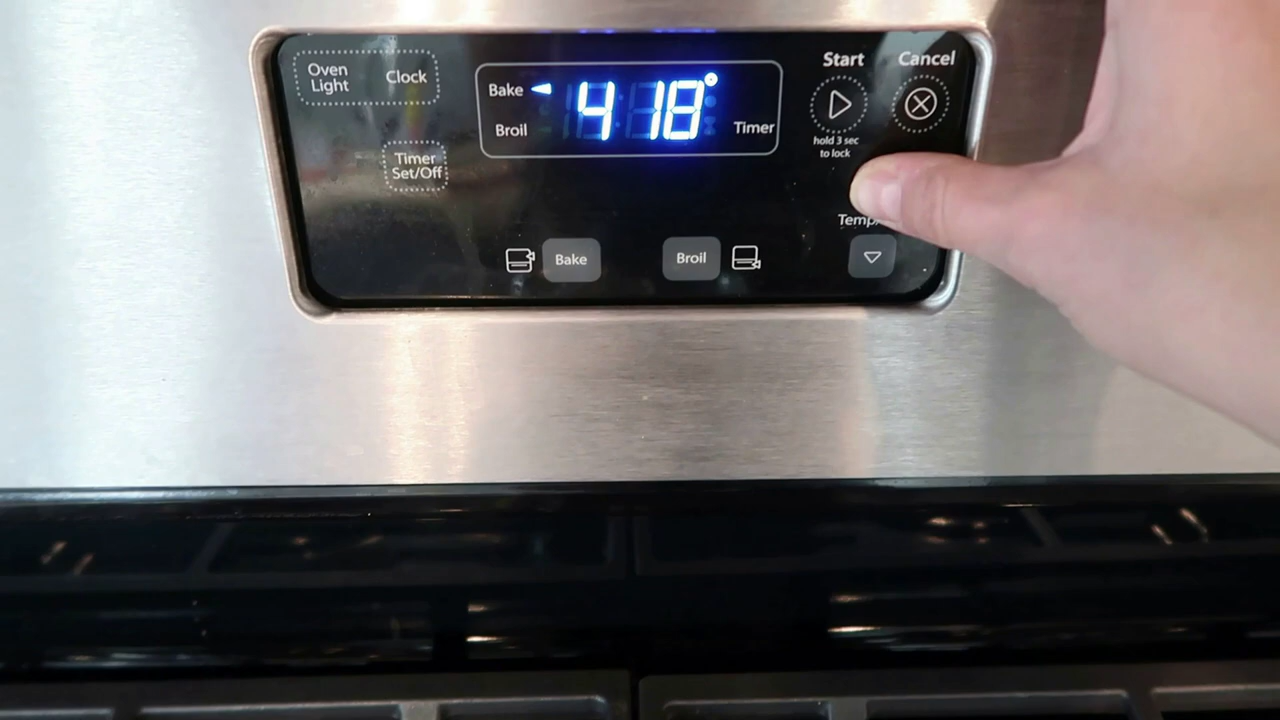 Oven
Light
Clock
Timer
Set/Off
Bake
418°
Broil
Timer
Start
Cancel
hold 3 sec
to lock
Temp
Bake
Broil